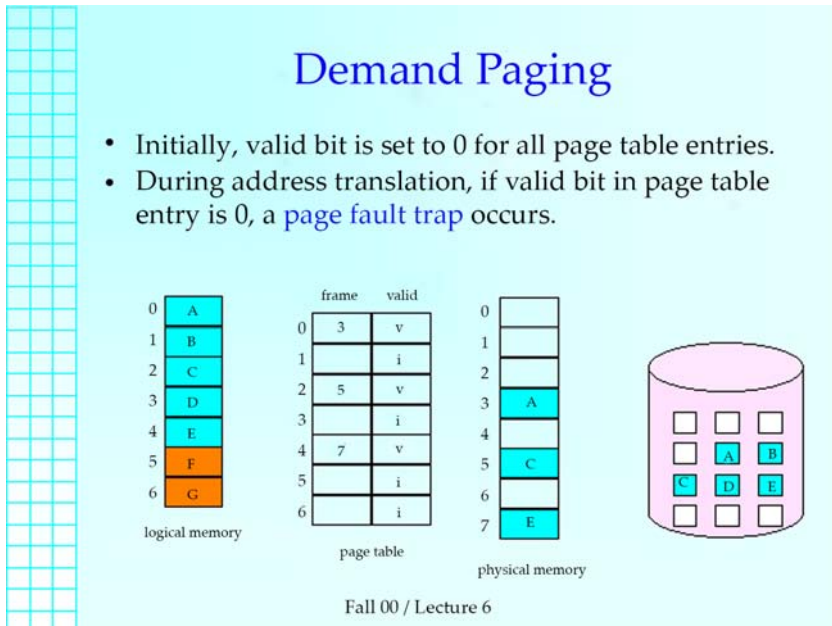 Demand Paging
• Initially, valid bit is set to 0 for all page table entries.
• During address translation, if valid bit in page table
entry is 0, a page fault trap occurs.
0 A
1 B
2 C
3 D
4 E
5 F
6 G
logical memory
frame valid
0 3 v
1 i
2 5 v
3 i
4 7 v
5 i
6 i
page table
0
1
2
3 A
4
5 C
6
7 E
physical memory
A B
C D E
Fall 00 / Lecture 6